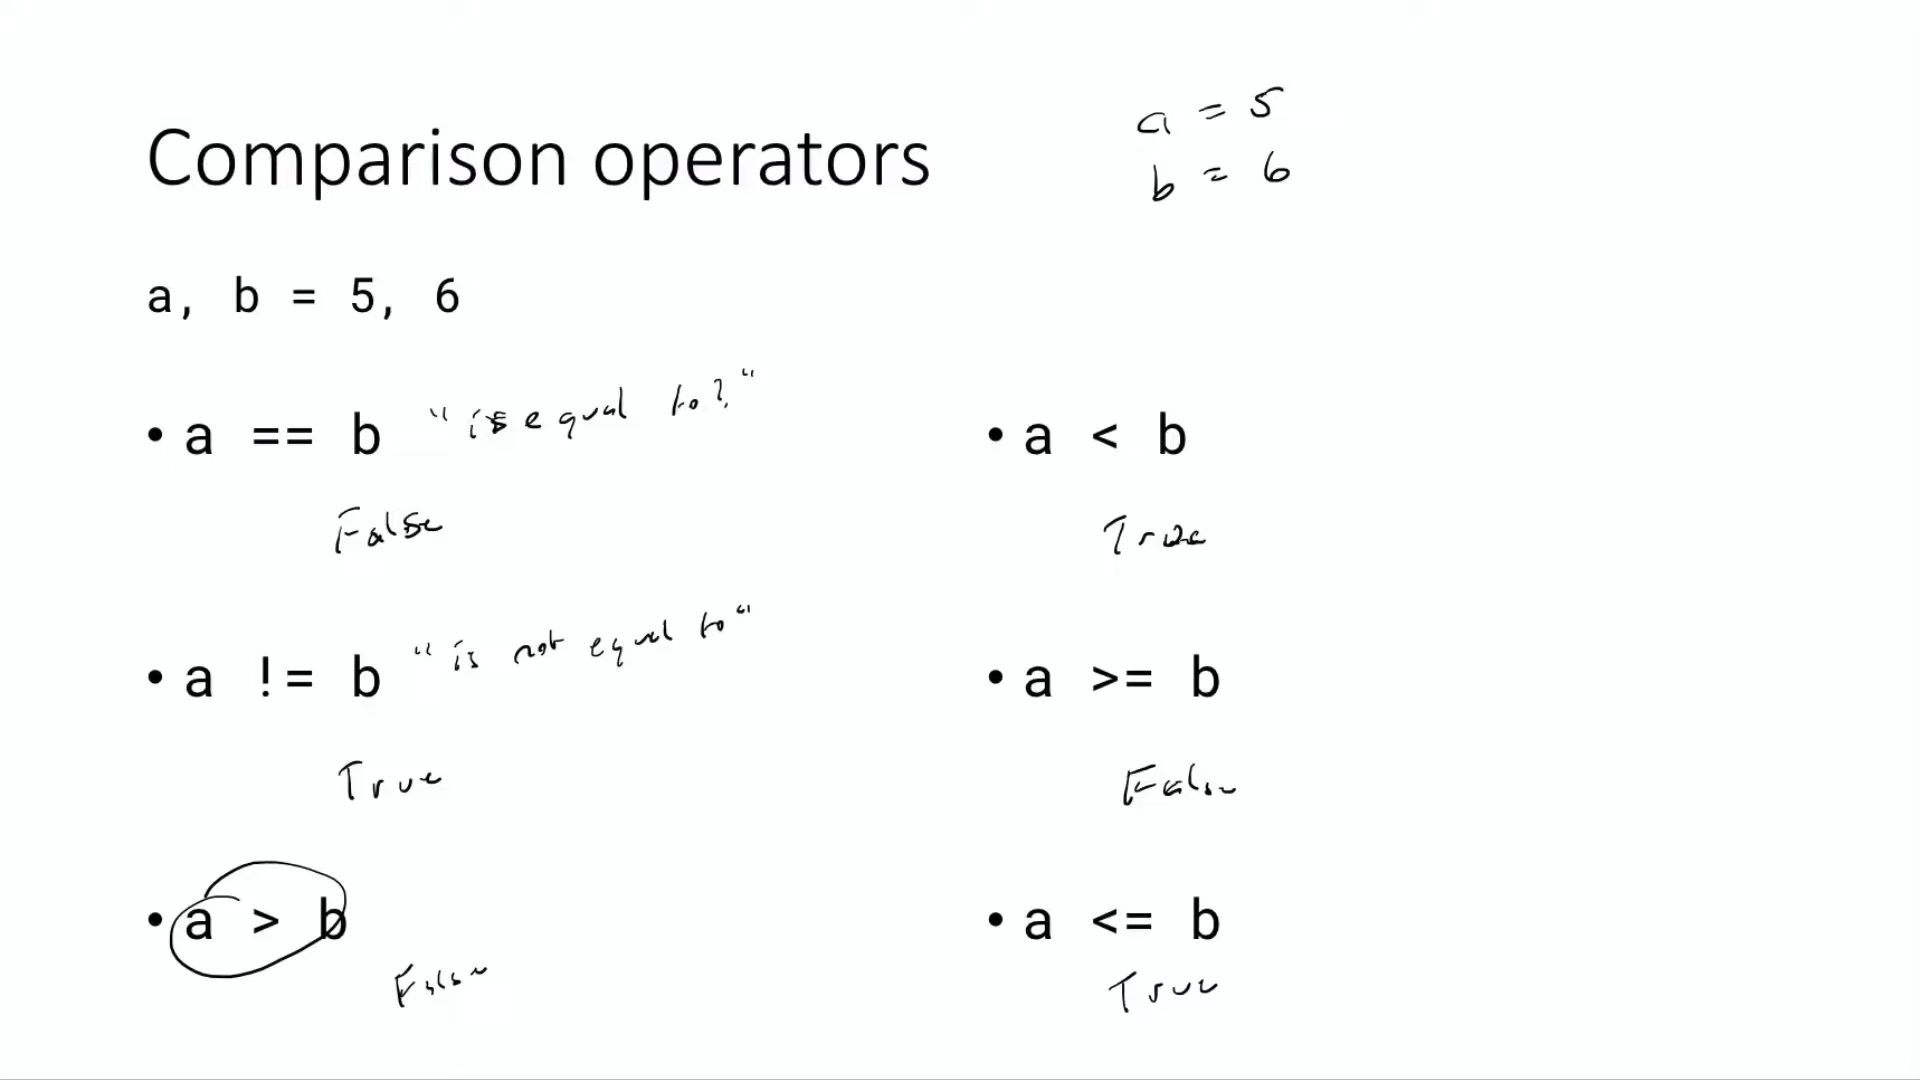 Comparison operators
a = 5
b = 6
a, b = 5, 6
• a == b "is equal to?"
False
• a != b "is not equal to"
True
• a > b
False
• a < b
True
• a >= b
False
• a <= b
True